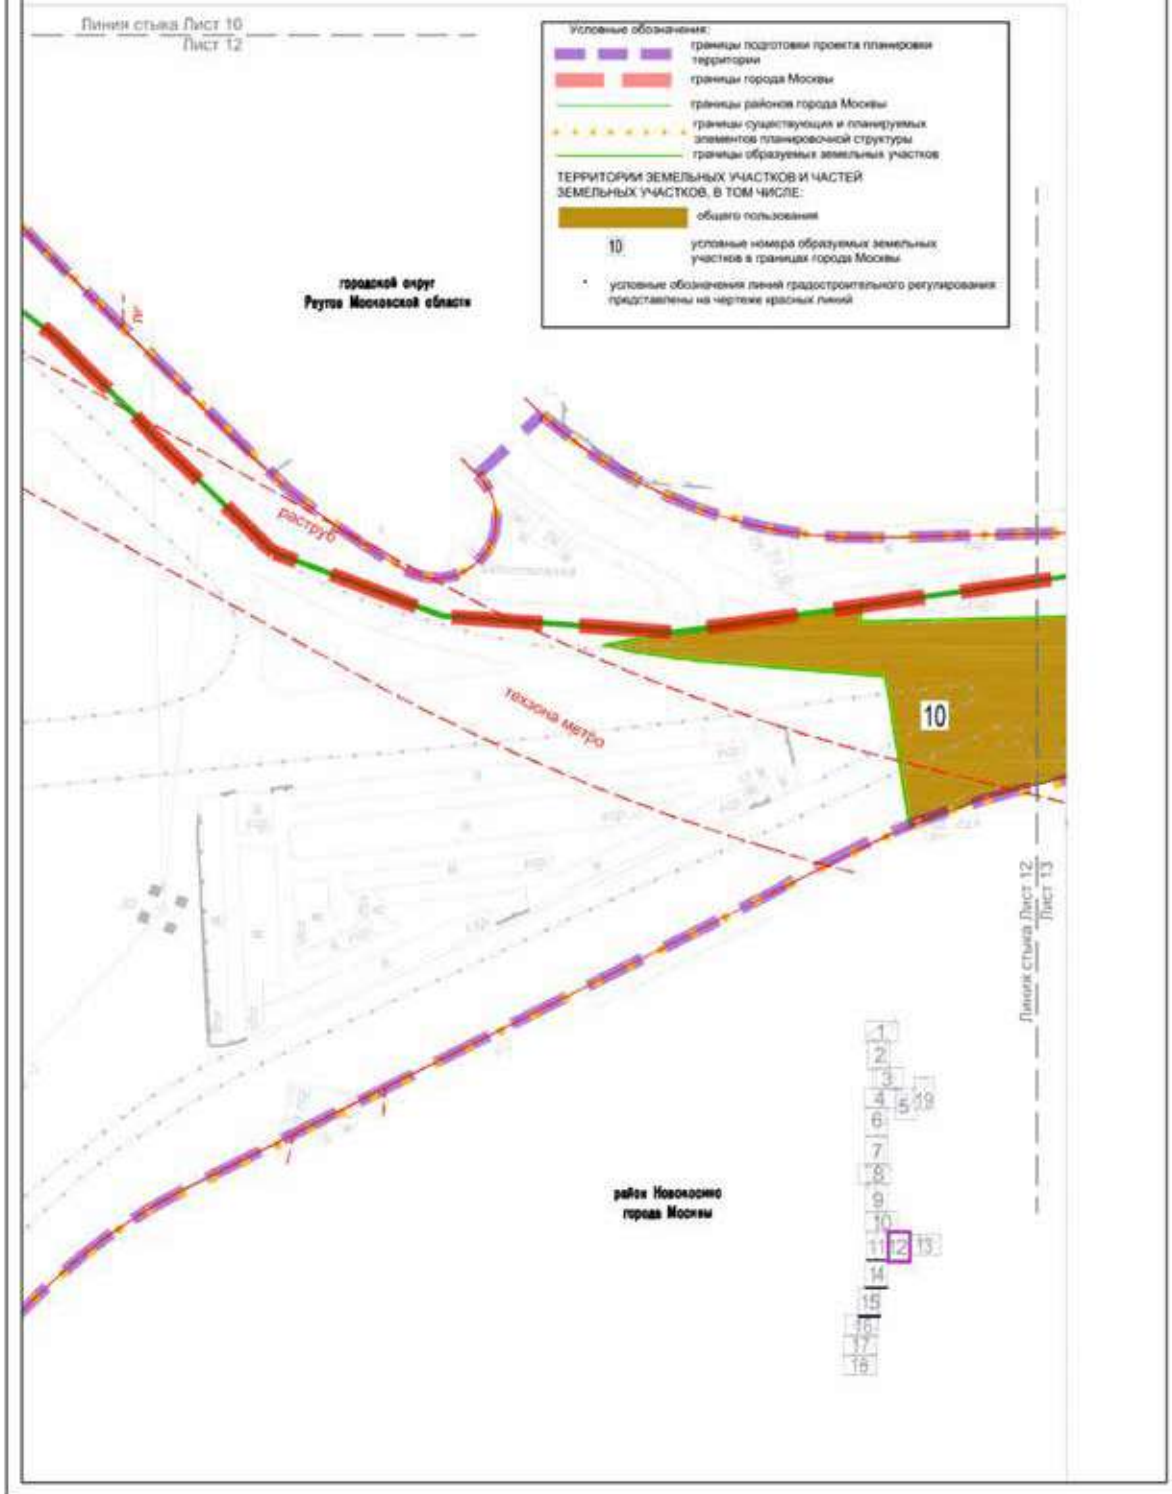 Линия стыка Лист 10
Лист 12
Условные обозначения:
границы подготовки проекта планировки
территории
границы города Москвы
границы районов города Москвы
границы существующих и планируемых
элементов планировочной структуры
границы образуемых земельных участков
ТЕРРИТОРИИ ЗЕМЕЛЬНЫХ УЧАСТКОВ И ЧАСТЕЙ
ЗЕМЕЛЬНЫХ УЧАСТКОВ, В ТОМ ЧИСЛЕ:
общего пользования
10
условные номера образуемых земельных
участков в границах города Москвы
условные обозначения линий градостроительного регулирования
представлены на чертеже красных линий
городской округ
Реутов Московской области
раструб
техзона метро
10
Линия стыка Лист 12
Лист 13
район Новокосино
города Москвы
1
2
3
4
5
6
7
8
9
10
11
12
13
14
15
17
18